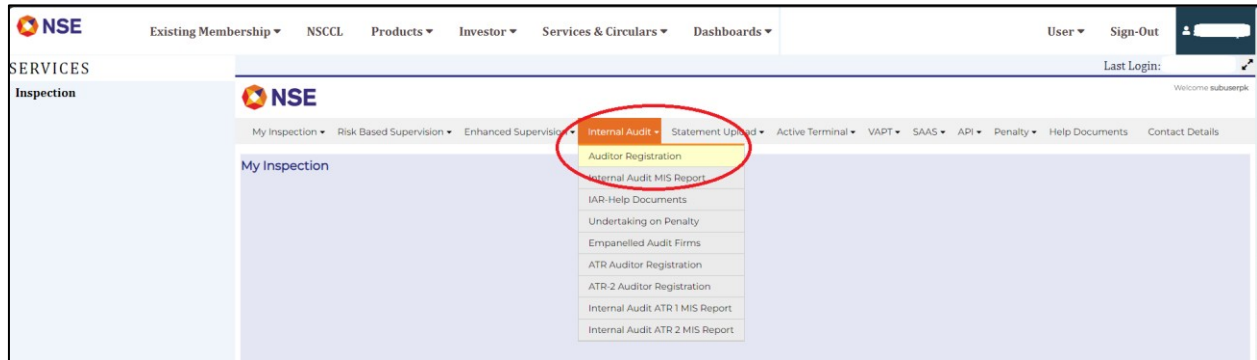 NSE Existing Membership NSCCL Products Investor Services & Circulars Dashboards User Sign-Out
SERVICES
Last Login:
Inspection
Welcome subuserpk
NSE
My Inspection Risk Based Supervision Enhanced Supervision Internal Audit Statement Upload Active Terminal VAPT SAAS API Penalty Help Documents Contact Details
My Inspection
Auditor Registration
Internal Audit MIS Report
IAR-Help Documents
Undertaking on Penalty
Empanelled Audit Firms
ATR Auditor Registration
ATR-2 Auditor Registration
Internal Audit ATR 1 MIS Report
Internal Audit ATR 2 MIS Report